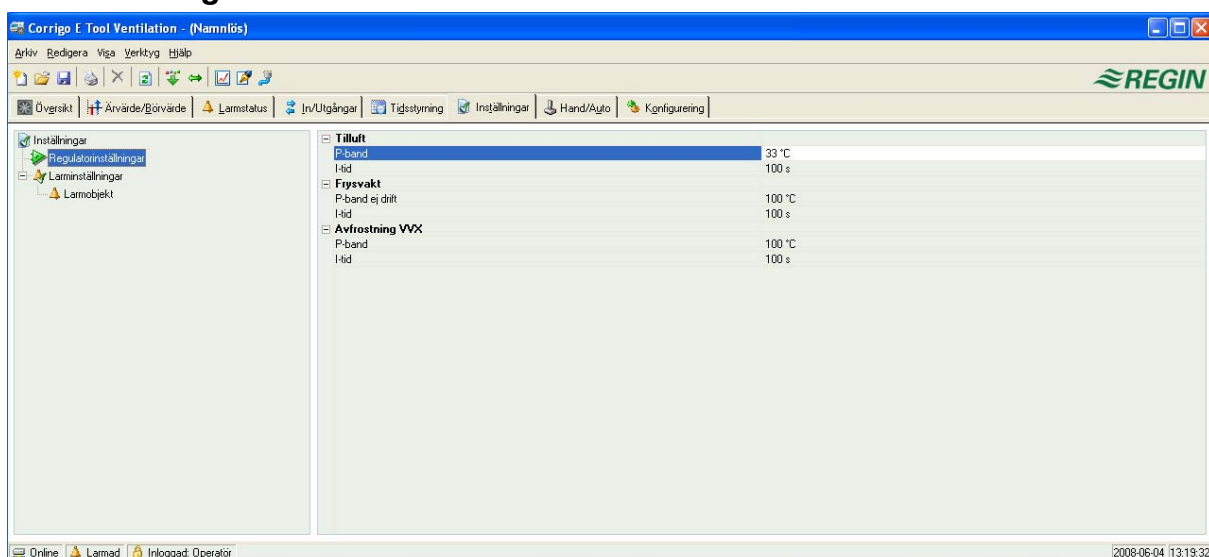 Corrigo E Tool Ventilation - (Namnlös)
Arkiv Redigera Visa Verktyg Hjälp
REGIN
Översikt Ärvärde/Börvärde Larmstatus In/Utgångar Tidsstyrning Inställningar Hand/Auto Konfigurering
Inställningar
Regulatorinställningar
Larminställningar
Larmobjekt
Tilluft
P-band 33 °C
I-tid 100 s
Frysvakt
P-band ej drift 100 °C
I-tid 100 s
Avfrostning VVX
P-band 100 °C
I-tid 100 s
Online Larmad Inloggad: Operatör 2008-06-04 13:19:32